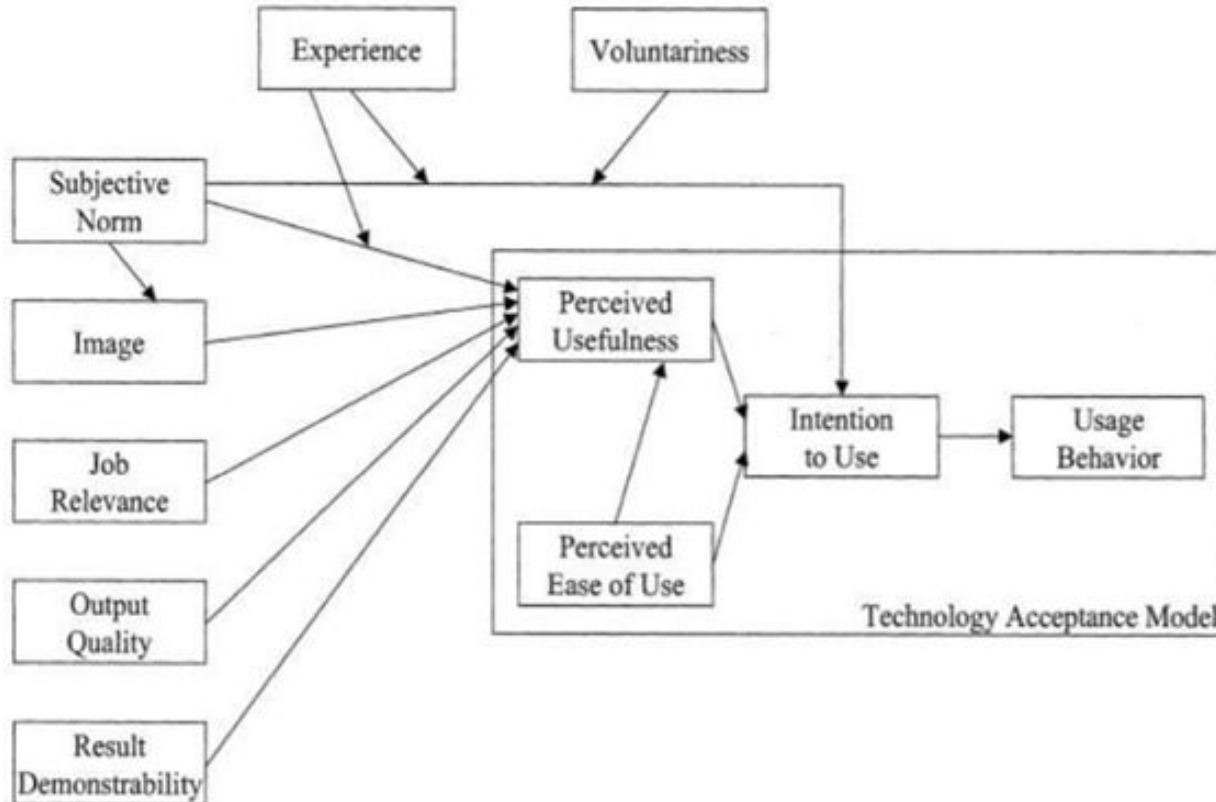 Experience
Voluntariness
Subjective
Norm
Image
Job
Relevance
Output
Quality
Result
Demonstrability
Perceived
Usefulness
Perceived
Ease of Use
Intention
to Use
Usage
Behavior
Technology Acceptance Model